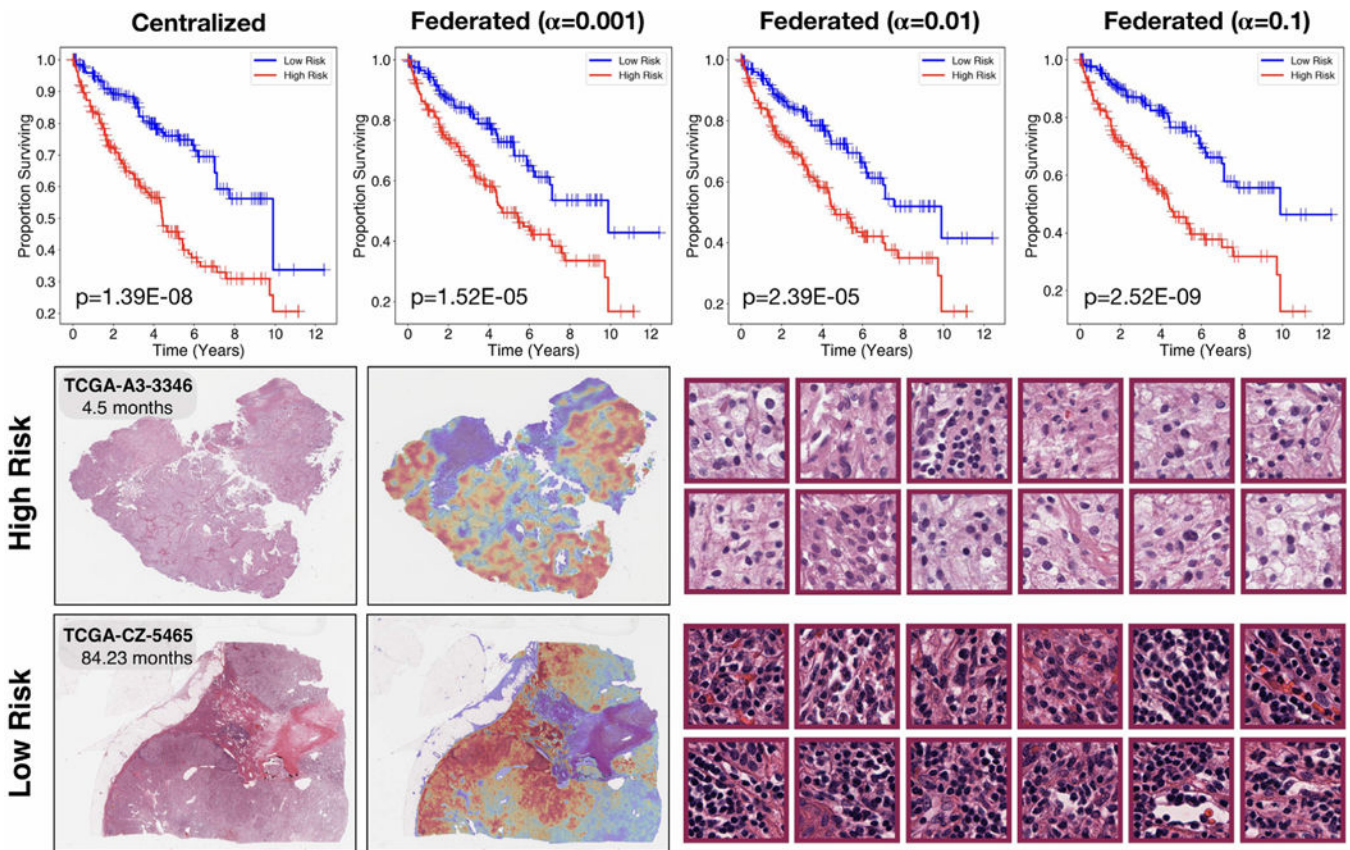 Centralized
Federated (α=0.001)
Federated (α=0.01)
Federated (α=0.1)
Proportion Surviving
1.0
0.9
0.8
0.7
0.6
0.5
0.4
0.3
0.2
Low Risk
High Risk
p=1.39E-08
0 2 4 6 8 10 12
Time (Years)
Proportion Surviving
1.0
0.8
0.6
0.4
0.2
Low Risk
High Risk
p=1.52E-05
0 2 4 6 8 10 12
Time (Years)
Proportion Surviving
1.0
0.8
0.6
0.4
0.2
Low Risk
High Risk
p=2.39E-05
0 2 4 6 8 10 12
Time (Years)
Proportion Surviving
1.0
0.8
0.6
0.4
0.2
Low Risk
High Risk
p=2.52E-09
0 2 4 6 8 10 12
Time (Years)
High Risk
TCGA-A3-3346
4.5 months
Low Risk
TCGA-CZ-5465
84.23 months